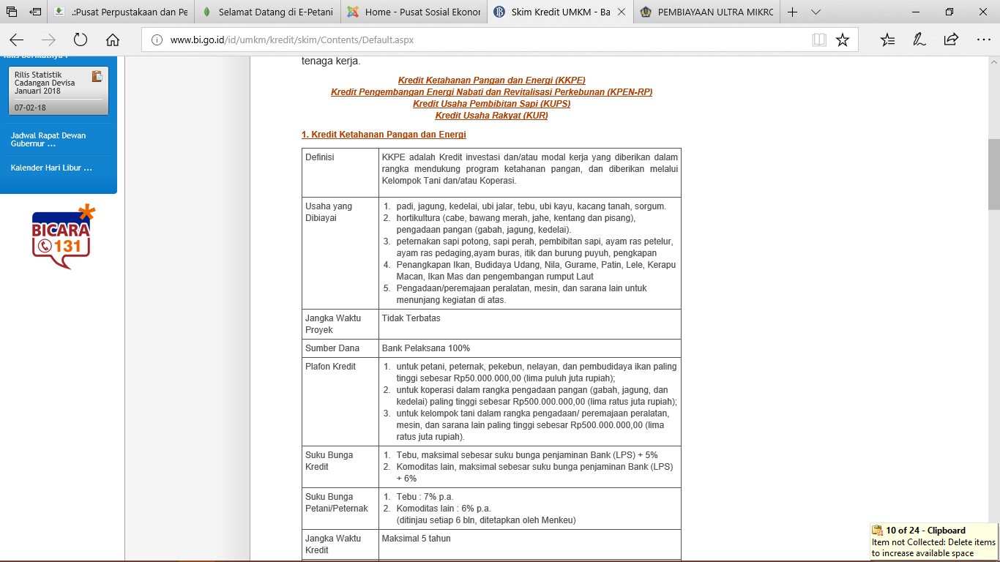 .:Pusat Perpustakaan dan Pe
Selamat Datang di E-Petani
Home - Pusat Sosial Ekonor
Skim Kredit UMKM - Ba
PEMBIAYAAN ULTRA MIKRO
www.bi.go.id/id/umkm/kredit/skim/Contents/Default.aspx
Rilis Statistik
Cadangan Devisa
Januari 2018
07-02-18
Jadwal Rapat Dewan
Gubernur ...
Kalender Hari Libur ...
BICARA
131
tenaga kerja.
Kredit Ketahanan Pangan dan Energi (KKPE)
Kredit Pengembangan Energi Nabati dan Revitalisasi Perkebunan (KPEN-RP)
Kredit Usaha Pembibitan Sapi (KUPS)
Kredit Usaha Rakyat (KUR)
1. Kredit Ketahanan Pangan dan Energi
Definisi
KKPE adalah Kredit investasi dan/atau modal kerja yang diberikan dalam
rangka mendukung program ketahanan pangan, dan diberikan melalui
Kelompok Tani dan/atau Koperasi.
Usaha yang
Dibiayai
1. padi, jagung, kedelai, ubi jalar, tebu, ubi kayu, kacang tanah, sorgum.
2. hortikultura (cabe, bawang merah, jahe, kentang dan pisang),
pengadaan pangan (gabah, jagung, kedelai).
3. peternakan sapi potong, sapi perah, pembibitan sapi, ayam ras petelur,
ayam ras pedaging,ayam buras, itik dan burung puyuh, pengkapan
4. Penangkapan Ikan, Budidaya Udang, Nila, Gurame, Patin, Lele, Kerapu
Macan, Ikan Mas dan pengembangan rumput Laut
5. Pengadaan/peremajaan peralatan, mesin, dan sarana lain untuk
menunjang kegiatan di atas.
Jangka Waktu
Proyek
Tidak Terbatas
Sumber Dana
Bank Pelaksana 100%
Plafon Kredit
1. untuk petani, peternak, pekebun, nelayan, dan pembudidaya ikan paling
tinggi sebesar Rp50.000.000,00 (lima puluh juta rupiah);
2. untuk koperasi dalam rangka pengadaan pangan (gabah, jagung, dan
kedelai) paling tinggi sebesar Rp500.000.000,00 (lima ratus juta rupiah);
3. untuk kelompok tani dalam rangka pengadaan/ peremajaan peralatan,
mesin, dan sarana lain paling tinggi sebesar Rp500.000.000,00 (lima
ratus juta rupiah).
Suku Bunga
Kredit
1. Tebu, maksimal sebesar suku bunga penjaminan Bank (LPS) + 5%
2. Komoditas lain, maksimal sebesar suku bunga penjaminan Bank (LPS)
+ 6%
Suku Bunga
Petani/Peternak
1. Tebu : 7% p.a.
2. Komoditas lain : 6% p.a.
(ditinjau setiap 6 bln, ditetapkan oleh Menkeu)
Jangka Waktu
Kredit
Maksimal 5 tahun
10 of 24 - Clipboard
Item not Collected: Delete items
to increase available space